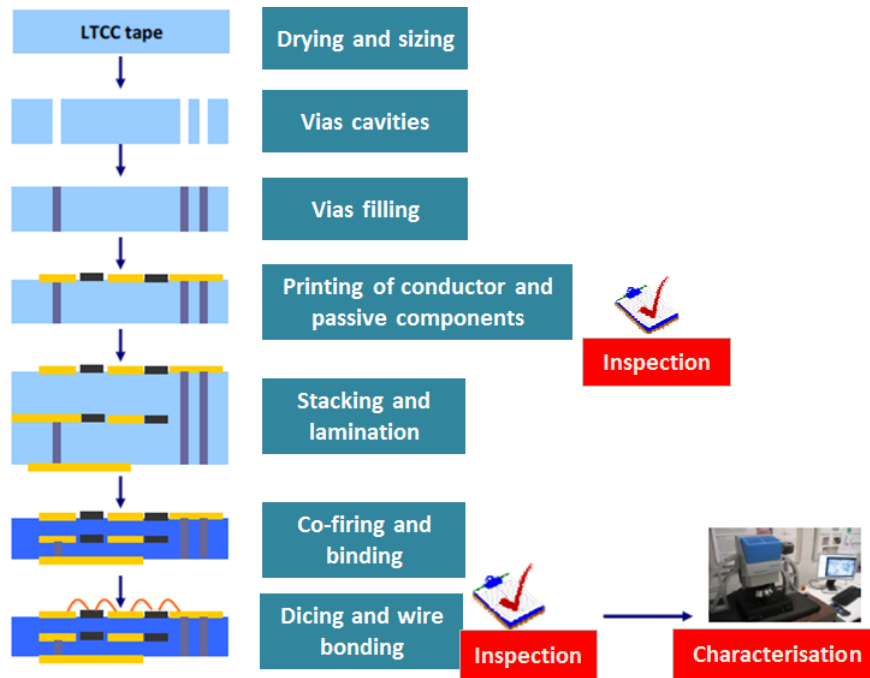 LTCC tape
Drying and sizing
Vias cavities
Vias filling
Printing of conductor and
passive components
Inspection
Stacking and
lamination
Co-firing and
binding
Dicing and wire
bonding
Inspection
Characterisation